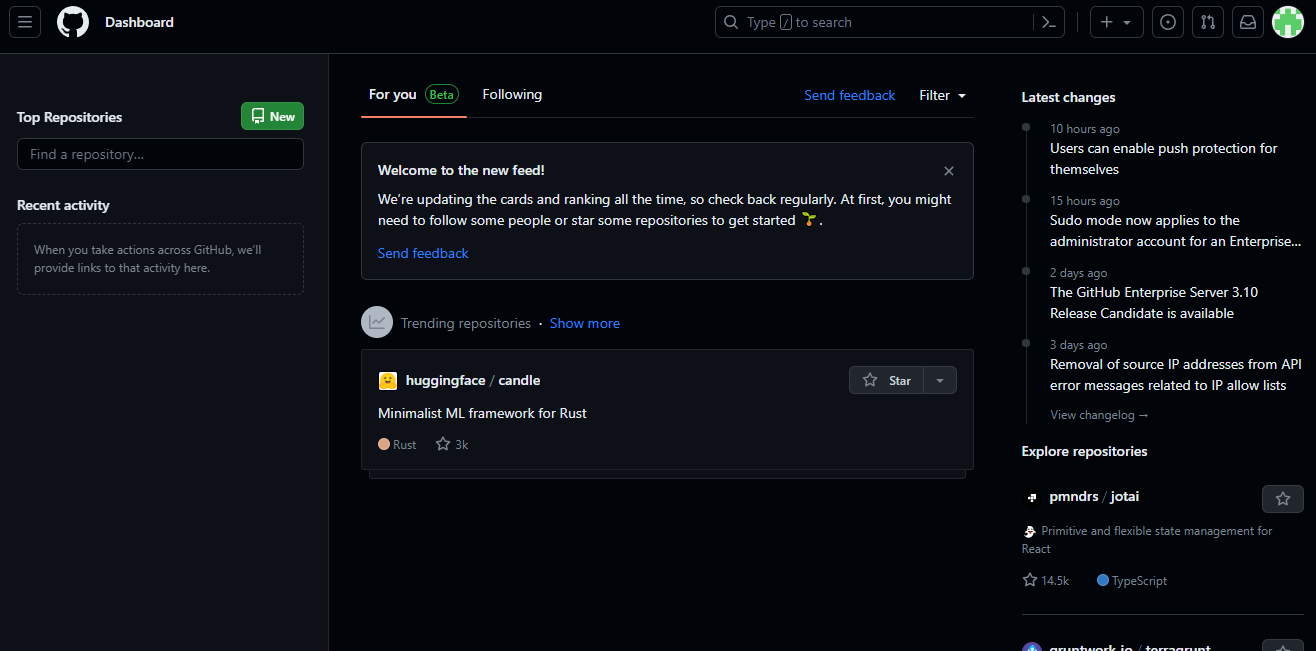 Dashboard
Type / to search
Top Repositories
New
Find a repository…
Recent activity
When you take actions across GitHub, we'll
provide links to that activity here.
For you Beta Following
Send feedback Filter
Welcome to the new feed!
We're updating the cards and ranking all the time, so check back regularly. At first, you might
need to follow some people or star some repositories to get started 🌱 .
Send feedback
Trending repositories · Show more
huggingface / candle
Star
Minimalist ML framework for Rust
Rust 3k
Latest changes
10 hours ago
Users can enable push protection for
themselves
15 hours ago
Sudo mode now applies to the
administrator account for an Enterprise...
2 days ago
The GitHub Enterprise Server 3.10
Release Candidate is available
3 days ago
Removal of source IP addresses from API
error messages related to IP allow lists
View changelog →
Explore repositories
pmndrs / jotai
👻 Primitive and flexible state management for
React
14.5k TypeScript
gruntwork-io / terragrunt